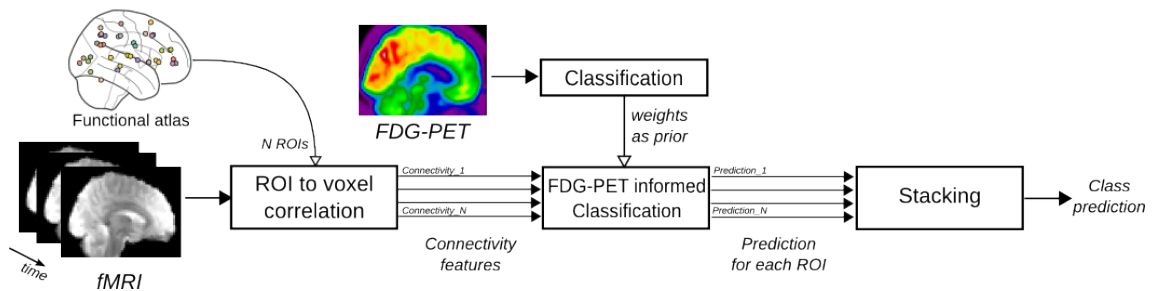 Functional atlas
N ROIs
time
fMRI
ROI to voxel
correlation
Connectivity_1
Connectivity_N
Connectivity
features
FDG-PET
Classification
weights
as prior
FDG-PET informed
Classification
Prediction_1
Prediction_N
Prediction
for each ROI
Stacking
Class
prediction